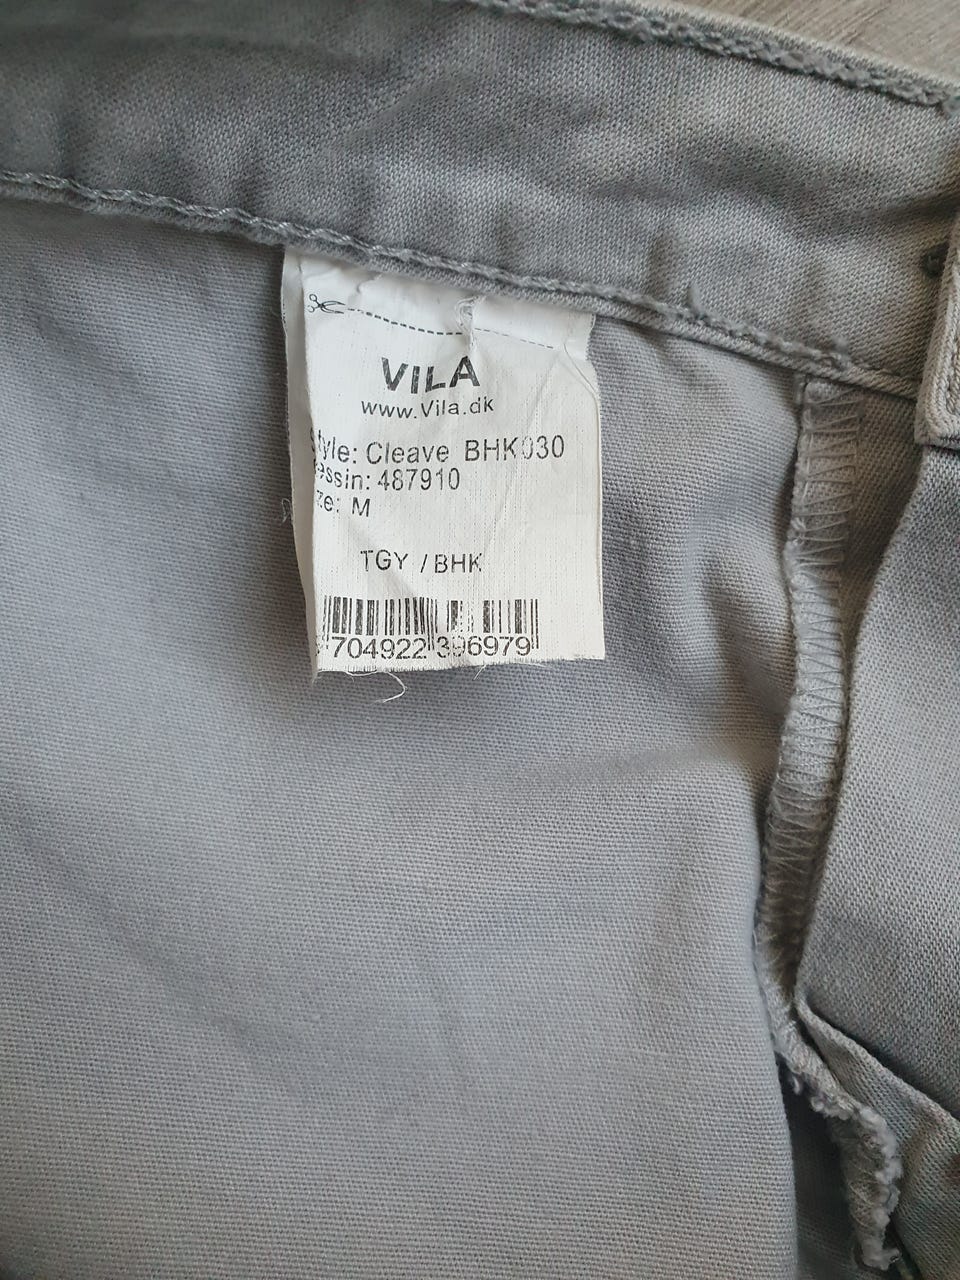 VILA
www.Vila.dk
tyle: Cleave BHK030
essin: 487910
ze: M
TGY / BHK
704922 396979